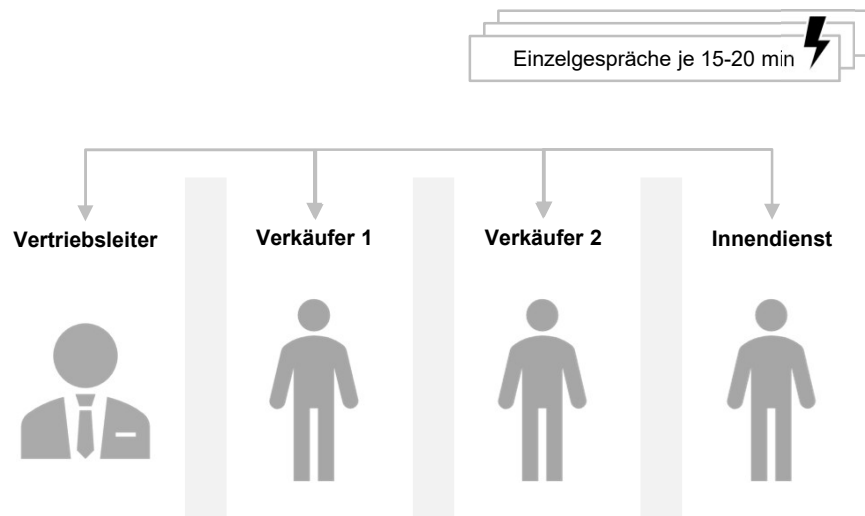 Einzelgespräche je 15-20 min
Vertriebsleiter
Verkäufer 1
Verkäufer 2
Innendienst